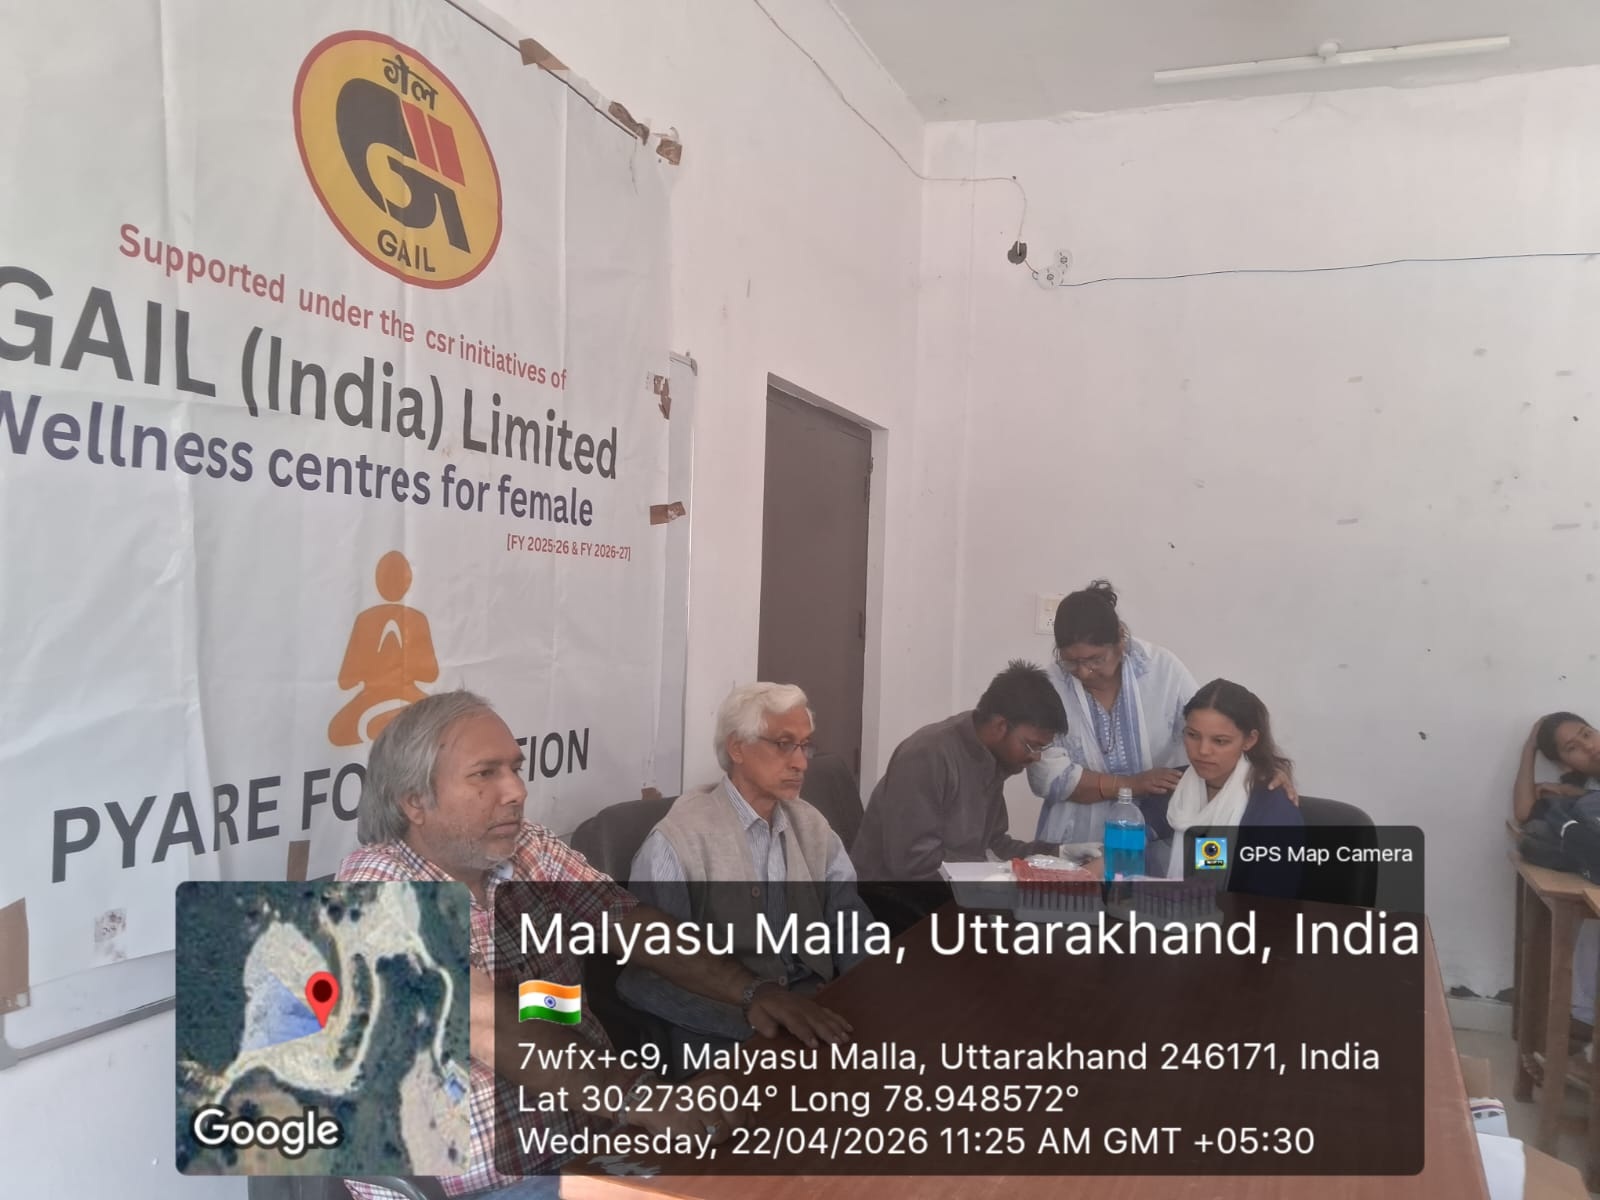 गेल
GAIL
Supported under the csr initiatives of
GAIL (India) Limited
Wellness centres for female
[FY 2025-26 & FY 2026-27]
PYARE
GPS Map Camera
Malyasu Malla, Uttarakhand, India
7wfx+c9, Malyasu Malla, Uttarakhand 246171, India
Lat 30.273604° Long 78.948572°
Wednesday, 22/04/2026 11:25 AM GMT +05:30
Google